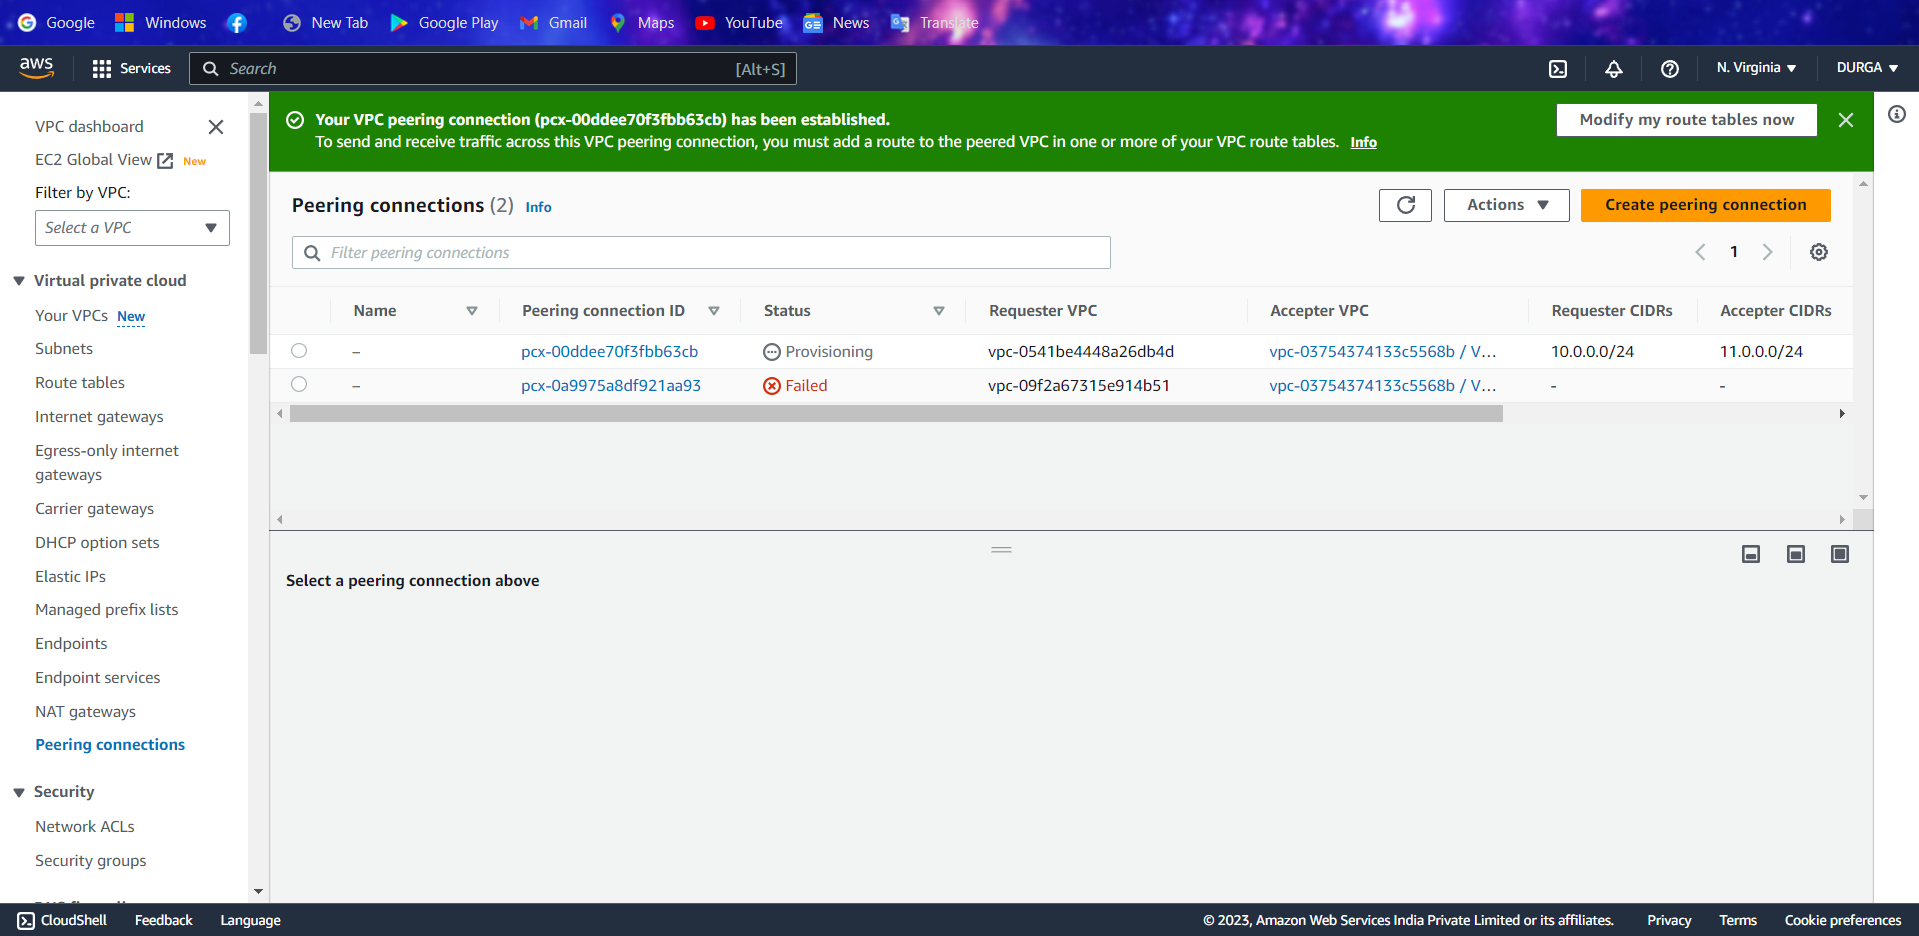 Google
Windows
New Tab
Google Play
Gmail
Maps
YouTube
News
Translate
aws
Services
Search
[Alt+S]
N. Virginia
DURGA
VPC dashboard
EC2 Global View New
Filter by VPC:
Select a VPC
Virtual private cloud
Your VPCs New
Subnets
Route tables
Internet gateways
Egress-only internet
gateways
Carrier gateways
DHCP option sets
Elastic IPs
Managed prefix lists
Endpoints
Endpoint services
NAT gateways
Peering connections
Security
Network ACLs
Security groups
Your VPC peering connection (pcx-00ddee70f3fbb63cb) has been established.
To send and receive traffic across this VPC peering connection, you must add a route to the peered VPC in one or more of your VPC route tables. Info
Modify my route tables now
Peering connections (2) Info
Actions
Create peering connection
Filter peering connections
1
Name Peering connection ID Status Requester VPC Accepter VPC Requester CIDRs Accepter CIDRs
– pcx-00ddee70f3fbb63cb Provisioning vpc-0541be4448a26db4d vpc-03754374133c5568b / V... 10.0.0.0/24 11.0.0.0/24
– pcx-0a9975a8df921aa93 Failed vpc-09f2a67315e914b51 vpc-03754374133c5568b / V... - -
Select a peering connection above
CloudShell
Feedback
Language
© 2023, Amazon Web Services India Private Limited or its affiliates.
Privacy
Terms
Cookie preferences